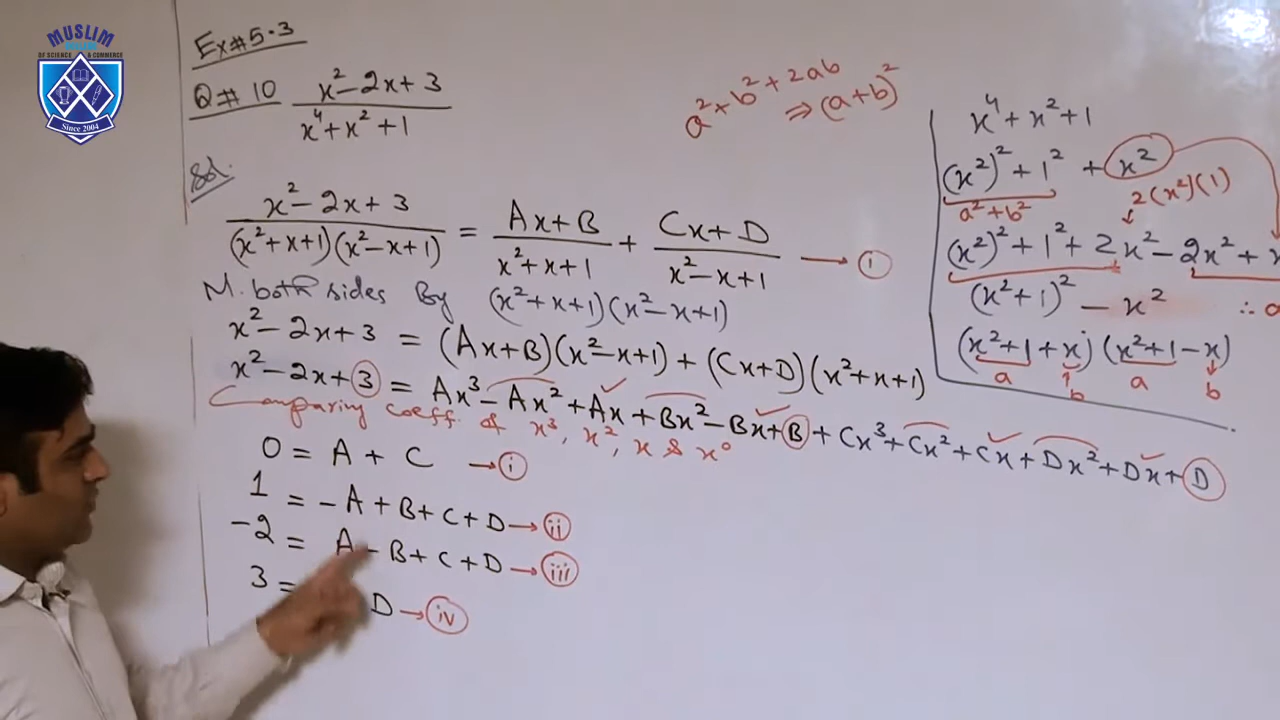 MUSLIM
OF SCIENCE & COMMERCE
Since 2004
Ex#5.3
Q#10 x²-2x+3 / x⁴+x²+1
Sol.
x²-2x+3 / (x²+x+1)(x²-x+1) = Ax+B / x²+x+1 + Cx+D / x²-x+1 → (i)
M. both sides By (x²+x+1)(x²-x+1)
x²-2x+3 = (Ax+B)(x²-x+1) + (Cx+D)(x²+x+1)
x²-2x+3 = Ax³-Ax²+Ax+Bx²-Bx+B+Cx³+Cx²+Cx+Dx²+Dx+D
Comparing coeff. of x³, x², x & x⁰
0 = A + C → (i)
1 = -A+B+C+D → (ii)
-2 = A-B+C+D → (iii)
3 = D → (iv)
a²+b²+2ab
⇒(a+b)²
x⁴+x²+1
(x²)²+1² + x²
a²+b² 2(x²)(1)
(x²)²+1²+2x²-2x²+x
(x²+1)² - x²
∴ a
(x²+1+x)(x²+1-x)
a b a b